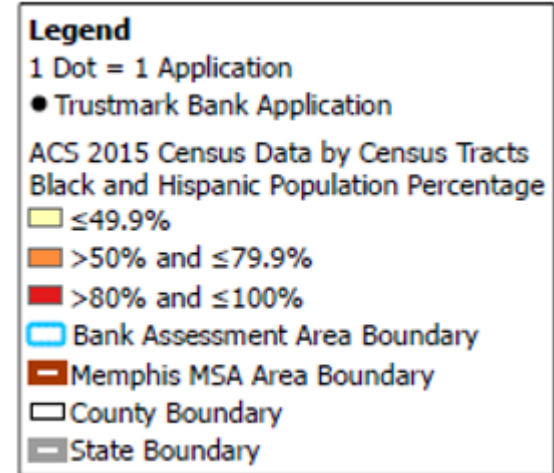 Legend
1 Dot = 1 Application
Trustmark Bank Application
ACS 2015 Census Data by Census Tracts
Black and Hispanic Population Percentage
≤49.9%
>50% and ≤79.9%
>80% and ≤100%
Bank Assessment Area Boundary
Memphis MSA Area Boundary
County Boundary
State Boundary